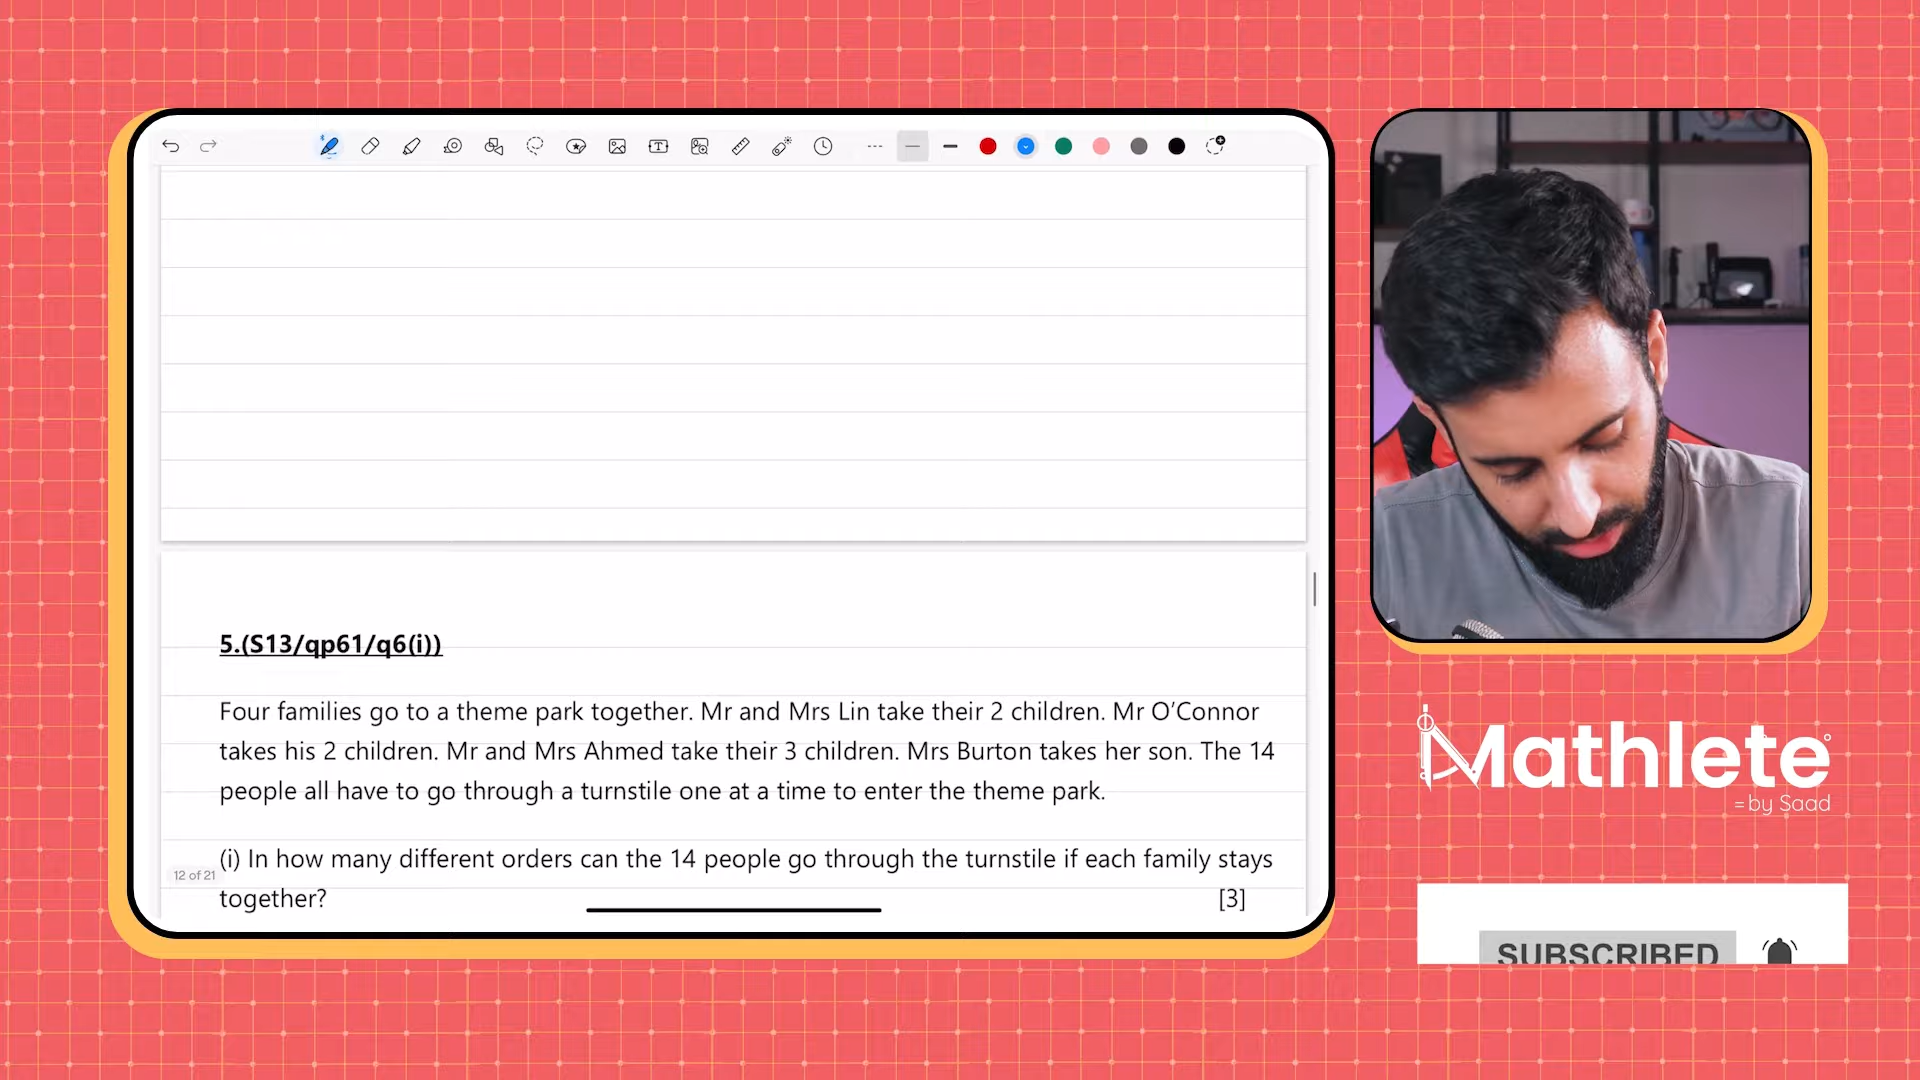 5.(S13/qp61/q6(i))
Four families go to a theme park together. Mr and Mrs Lin take their 2 children. Mr O’Connor
takes his 2 children. Mr and Mrs Ahmed take their 3 children. Mrs Burton takes her son. The 14
people all have to go through a turnstile one at a time to enter the theme park.
(i) In how many different orders can the 14 people go through the turnstile if each family stays
together? [3]
12 of 21
Mathlete
=by Saad
SUBSCRIBED